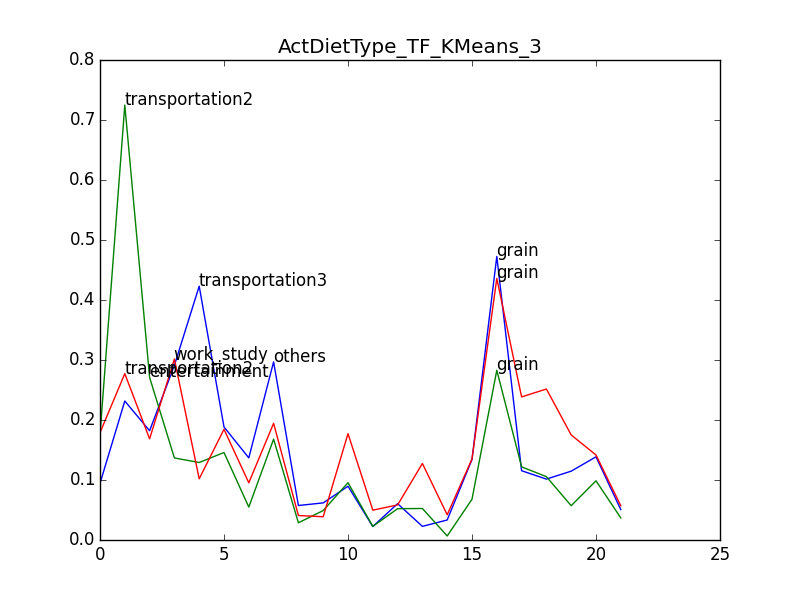 ActDietType_TF_KMeans_3
0.8
transportation2
0.7
0.6
0.5
grain
grain
transportation3
0.4
work_study
others
0.3
transportation2
entertainment
grain
0.2
0.1
0.0
0 5 10 15 20 25